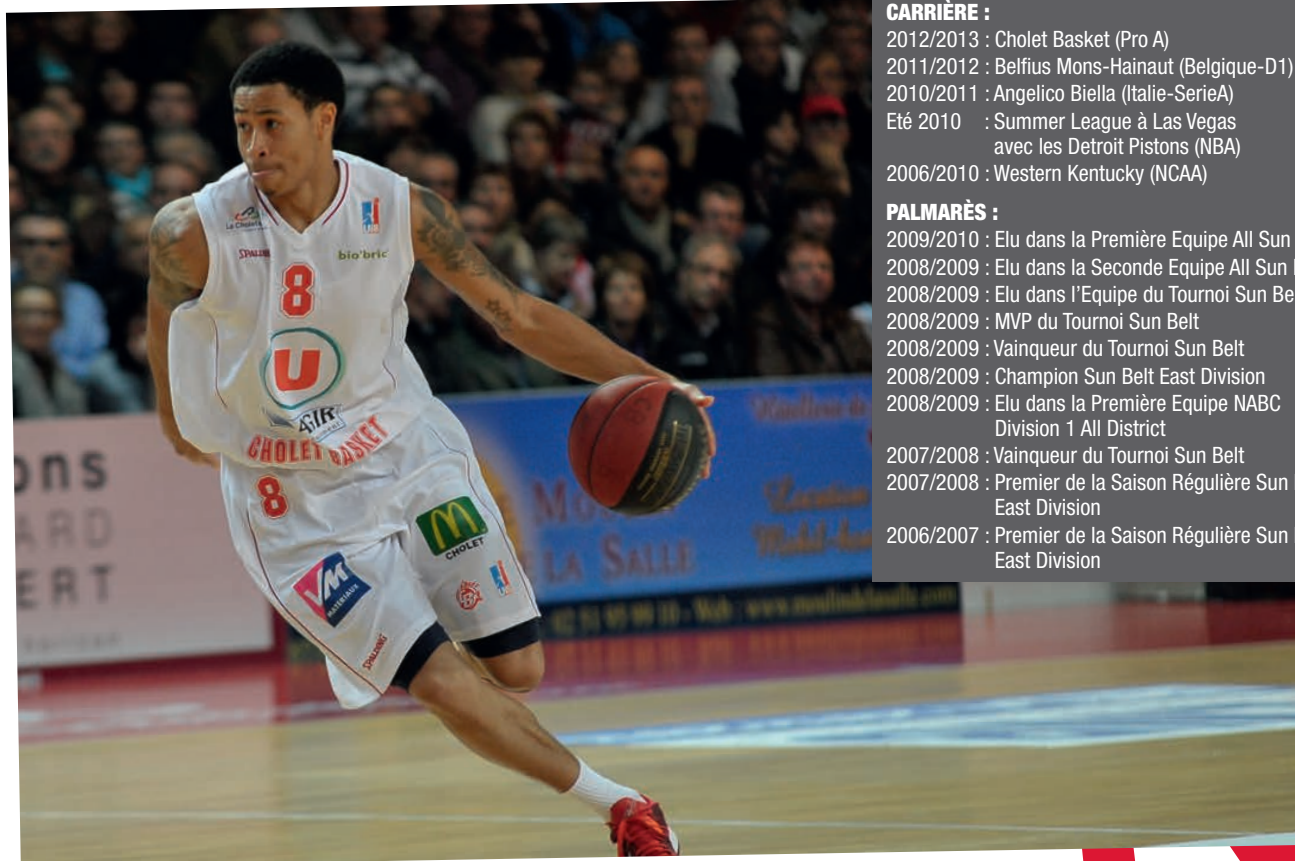 CARRIÈRE :
2012/2013 : Cholet Basket (Pro A)
2011/2012 : Belfius Mons-Hainaut (Belgique-D1)
2010/2011 : Angelico Biella (Italie-SerieA)
Eté 2010 : Summer League à Las Vegas
avec les Detroit Pistons (NBA)
2006/2010 : Western Kentucky (NCAA)
PALMARÈS :
2009/2010 : Elu dans la Première Equipe All Sun
2008/2009 : Elu dans la Seconde Equipe All Sun
2008/2009 : Elu dans l'Equipe du Tournoi Sun Be
2008/2009 : MVP du Tournoi Sun Belt
2008/2009 : Vainqueur du Tournoi Sun Belt
2008/2009 : Champion Sun Belt East Division
2008/2009 : Elu dans la Première Equipe NABC
Division 1 All District
2007/2008 : Vainqueur du Tournoi Sun Belt
2007/2008 : Premier de la Saison Régulière Sun
East Division
2006/2007 : Premier de la Saison Régulière Sun
East Division
SPALDING
bio'bric
8
U
CHOLET BASKET
8
M
CHOLET
VM
MATERIAUX
SPALDING
ons
ARD
ERT
LA SALLE